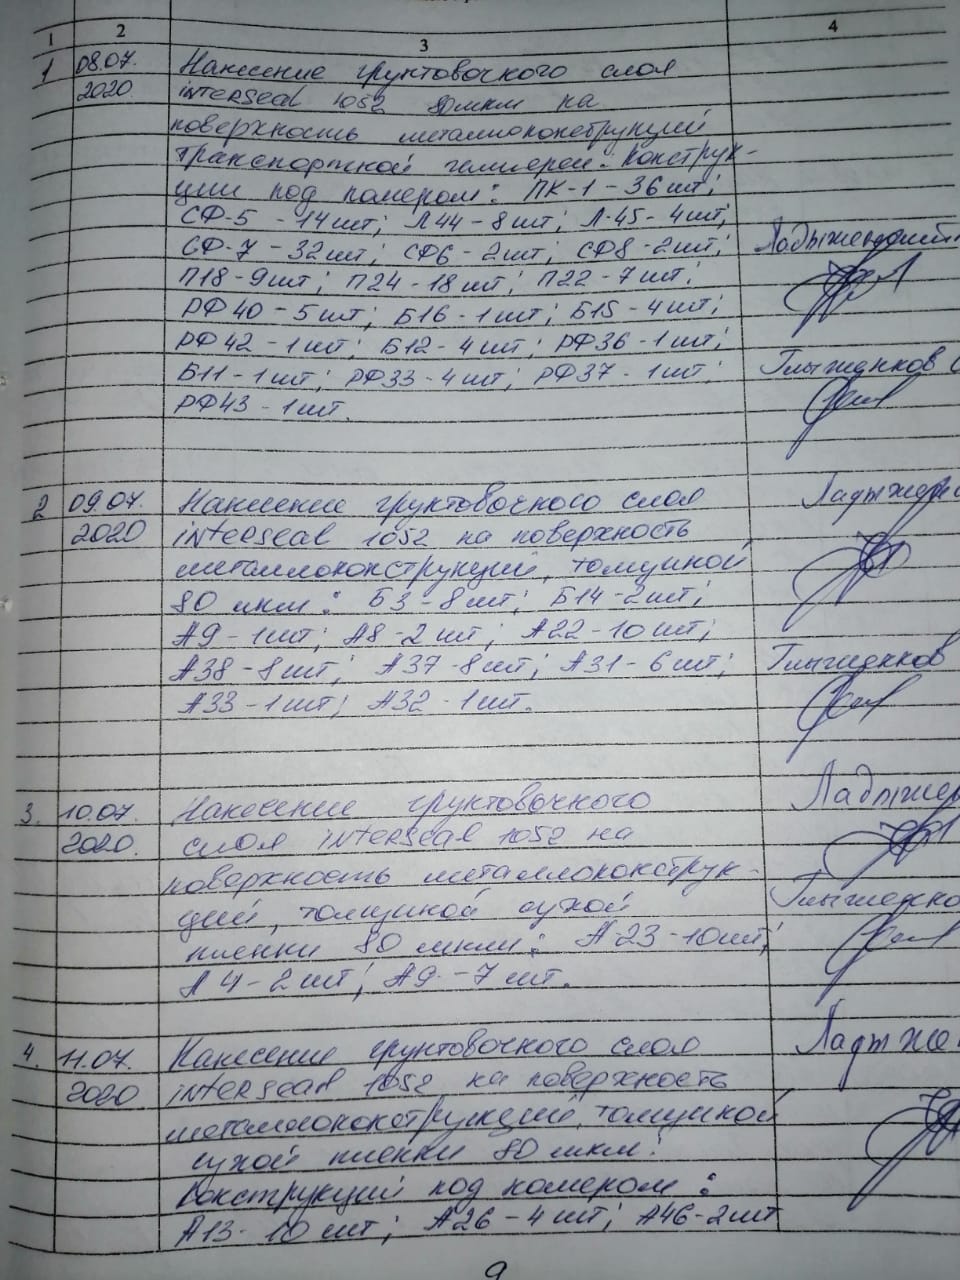 1 2 3 4
1 08.07. Нанесение грунтовочного слоя
2020. interseal 1052 80мкм на
поверхность металлоконструкций
транспортной галлереи. Конструк-
ции под номером: ПК-1 - 36 шт;
СФ-5 - 14 шт; Л44 - 8 шт; Л-45 - 4 шт;
СФ-7 - 32 шт; СФ6 - 2 шт; СФ8 - 2 шт;
П18 - 9 шт; П24 - 18 шт; П22 - 7 шт.
РФ40 - 5 шт; Б16 - 1 шт; Б15 - 4 шт;
РФ42 - 1 шт; Б12 - 4 шт; РФ36 - 1 шт;
Б11 - 1 шт; РФ33 - 4 шт; РФ37 - 1 шт;
РФ43 - 1 шт.
2 09.07. Нанесение грунтовочного слоя
2020 interseal 1052 на поверхность
металлоконструкций, толщиной
80 мкм: Б3 - 8 шт; Б14 - 2 шт;
А9 - 1 шт; А8 - 2 шт; А22 - 10 шт;
А38 - 8 шт; А37 - 8 шт; А31 - 6 шт;
А33 - 1 шт; А32 - 1 шт.
3. 10.07. Нанесение грунтовочного
2020. слоя interseal 1052 на
поверхность металлоконструк-
ций, толщиной сухой
пленки 80 мкм: А-23 - 10 шт;
А4 - 2 шт; А9 - 7 шт.
4. 11.07. Нанесение грунтовочного слоя
2020 interseal 1052 на поверхность
металлоконструкций, толщиной
сухой пленки 80 мкм.
Конструкций под номером:
А13 - 10 шт; А26 - 4 шт; А46 - 2 шт
9